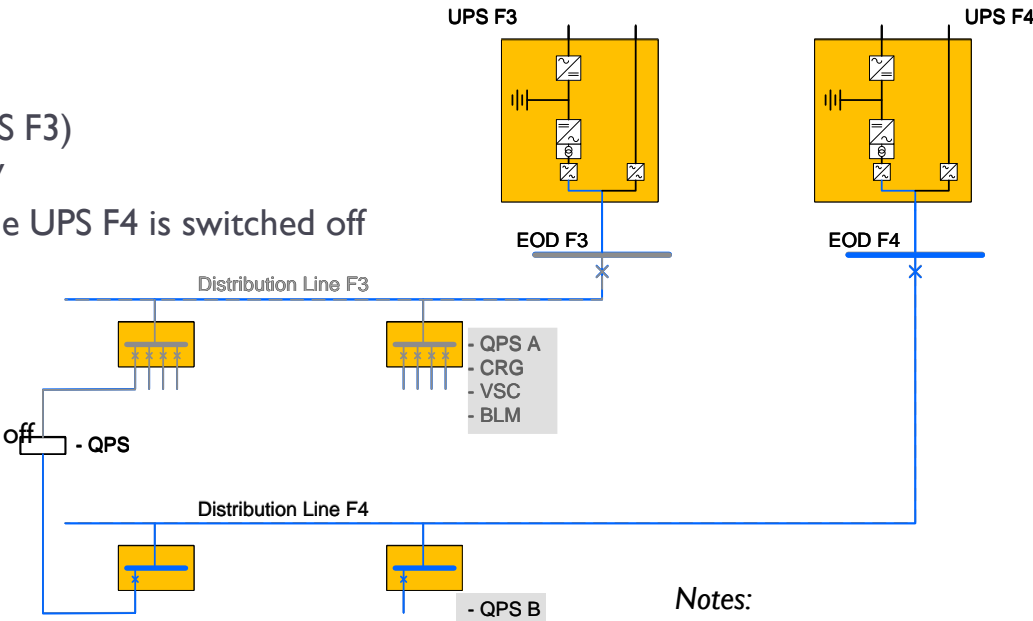 UPS F3
UPS F4
S F3)
e UPS F4 is switched off
EOD F3
EOD F4
Distribution Line F3
- QPS A
- CRG
- VSC
- BLM
off
- QPS
Distribution Line F4
- QPS B
Notes: